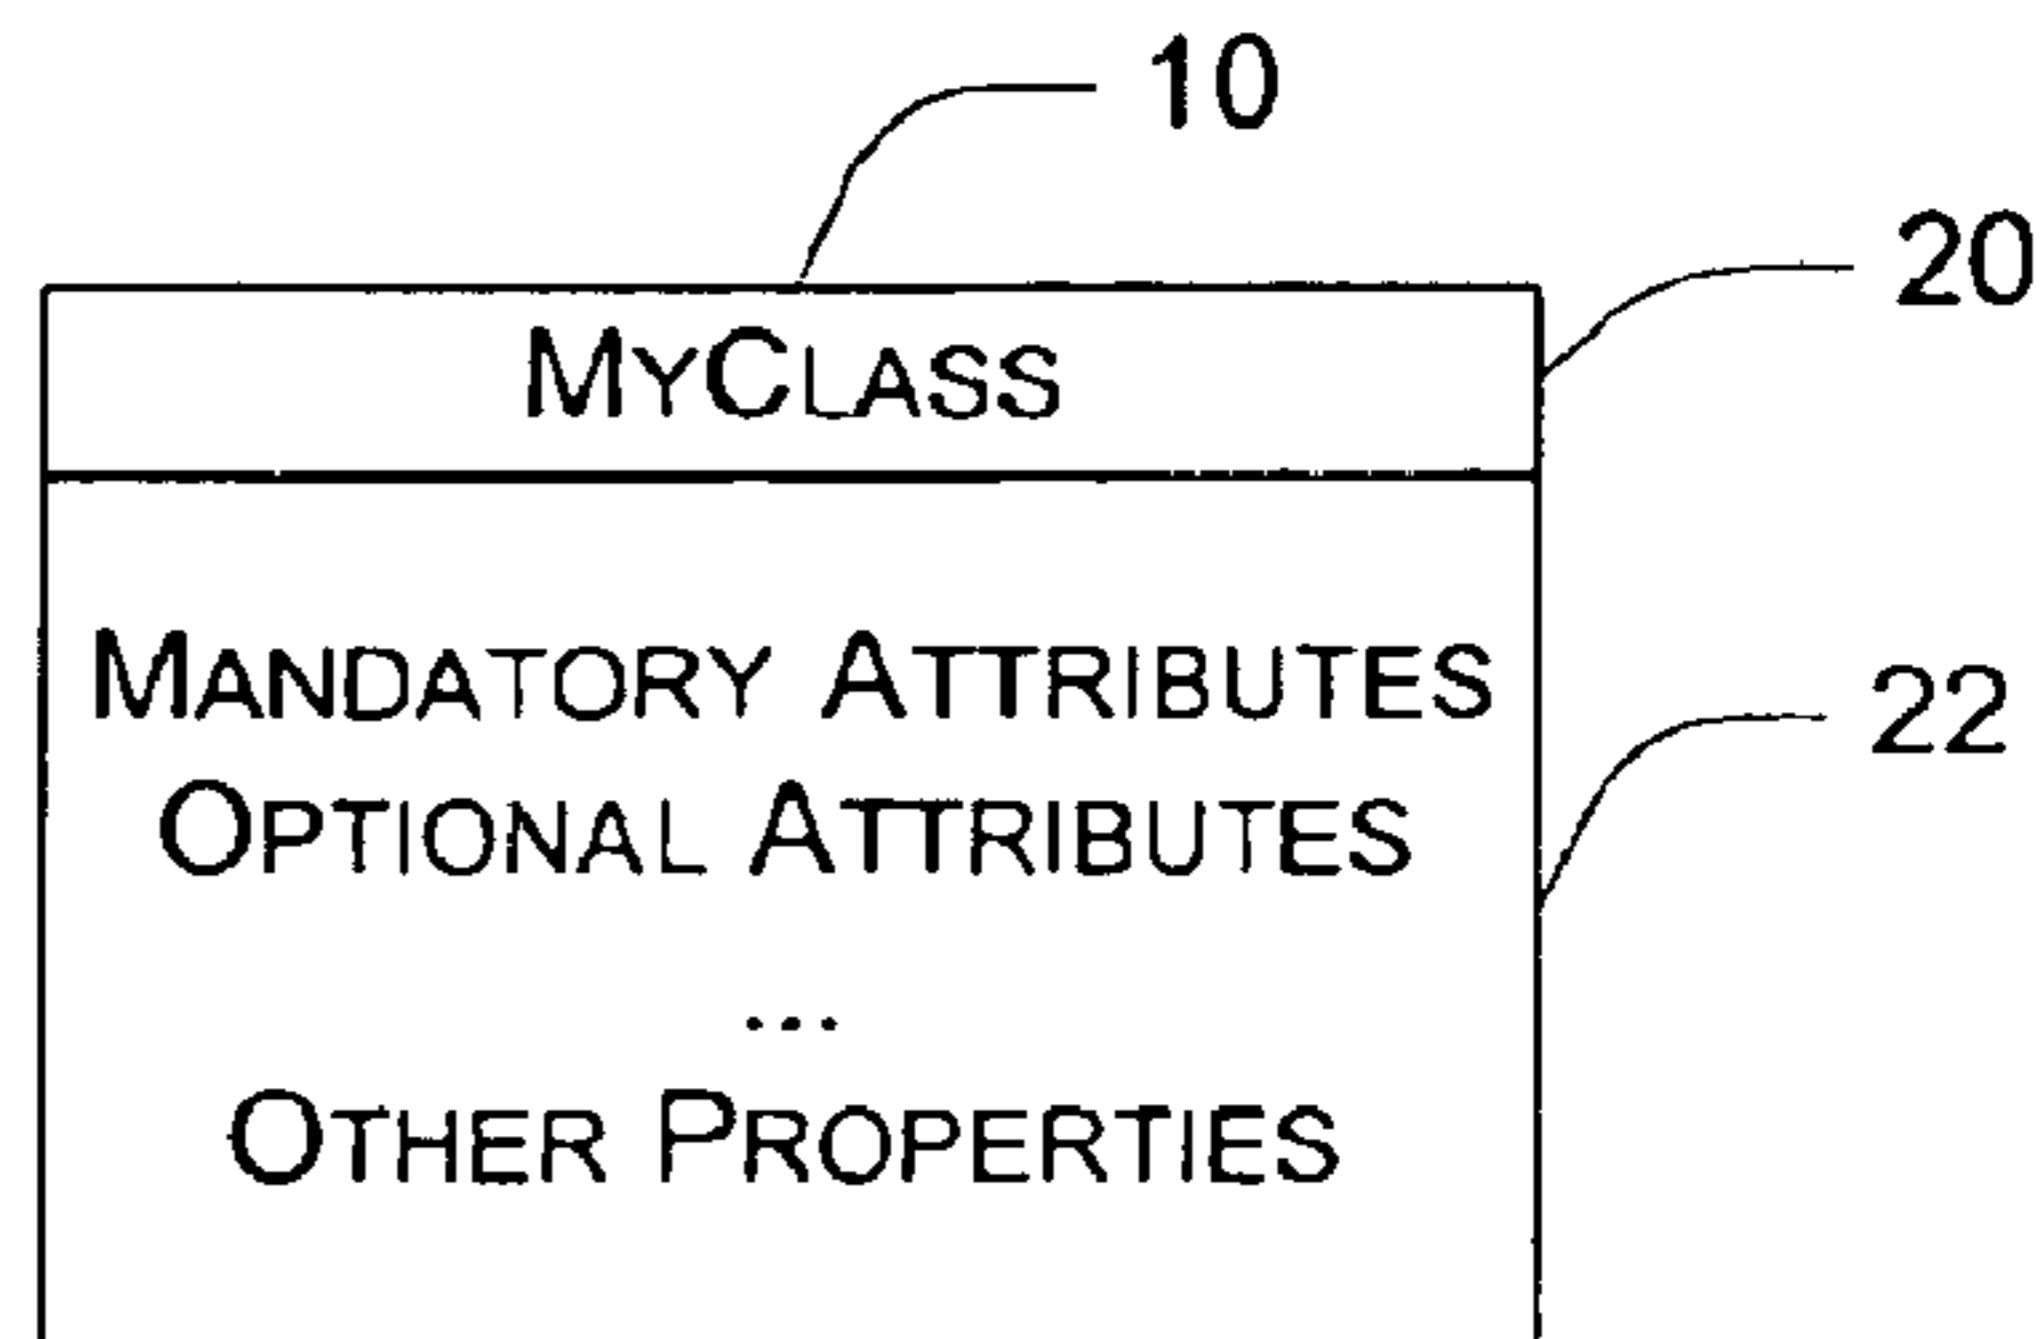 10
20
MYCLASS
MANDATORY ATTRIBUTES
22
OPTIONAL ATTRIBUTES
...
OTHER PROPERTIES